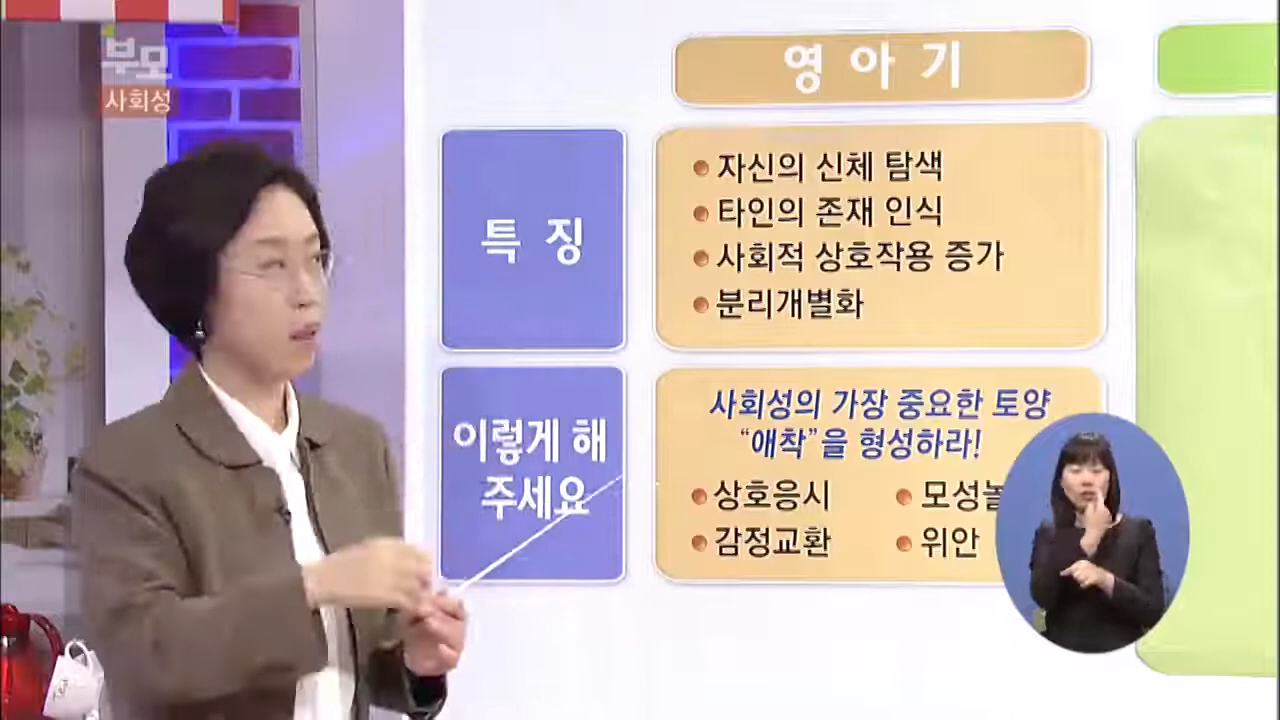 부모
사회성
영아기
특징
자신의 신체 탐색
타인의 존재 인식
사회적 상호작용 증가
분리개별화
이렇게 해
주세요
사회성의 가장 중요한 토양
“애착”을 형성하라!
상호응시
감정교환
위안